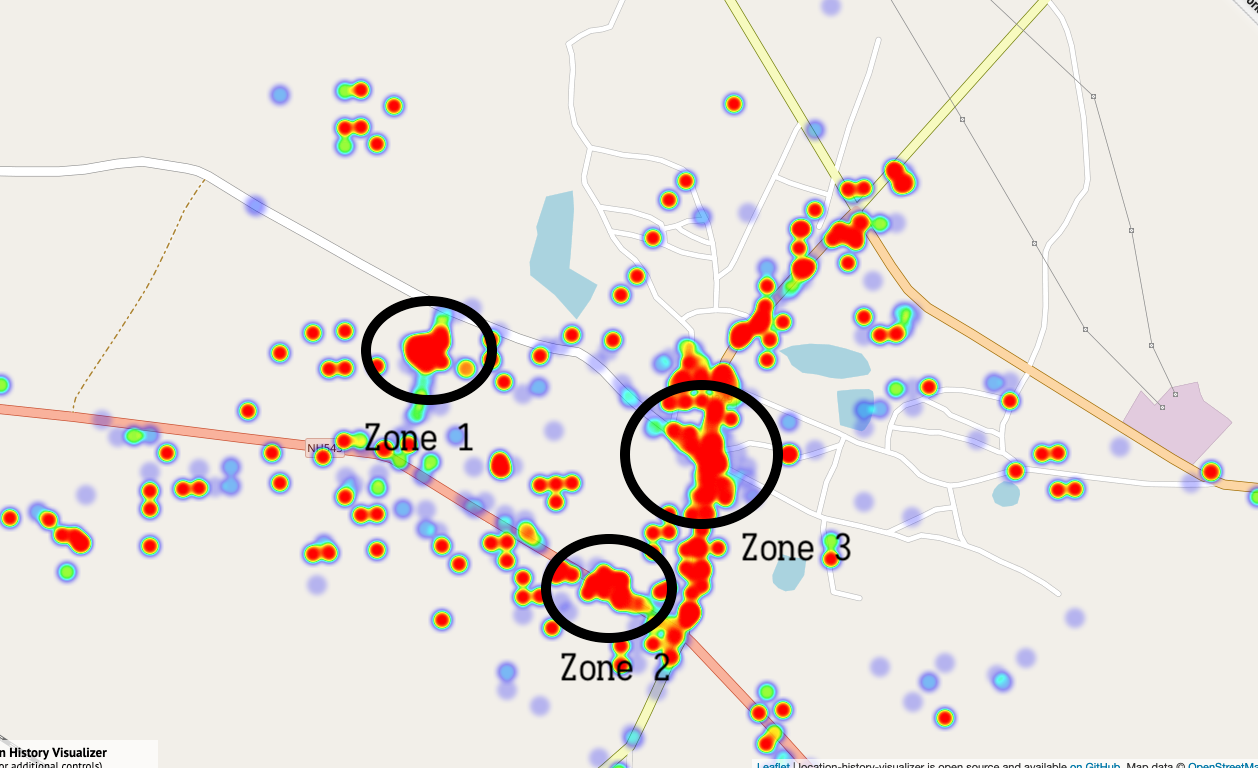 NH543
Zone 1
Zone 3
Zone 2
n History Visualizer
or additional controls)
Leaflet | location-history-visualizer is open source and available on GitHub. Map data © OpenStreetMa